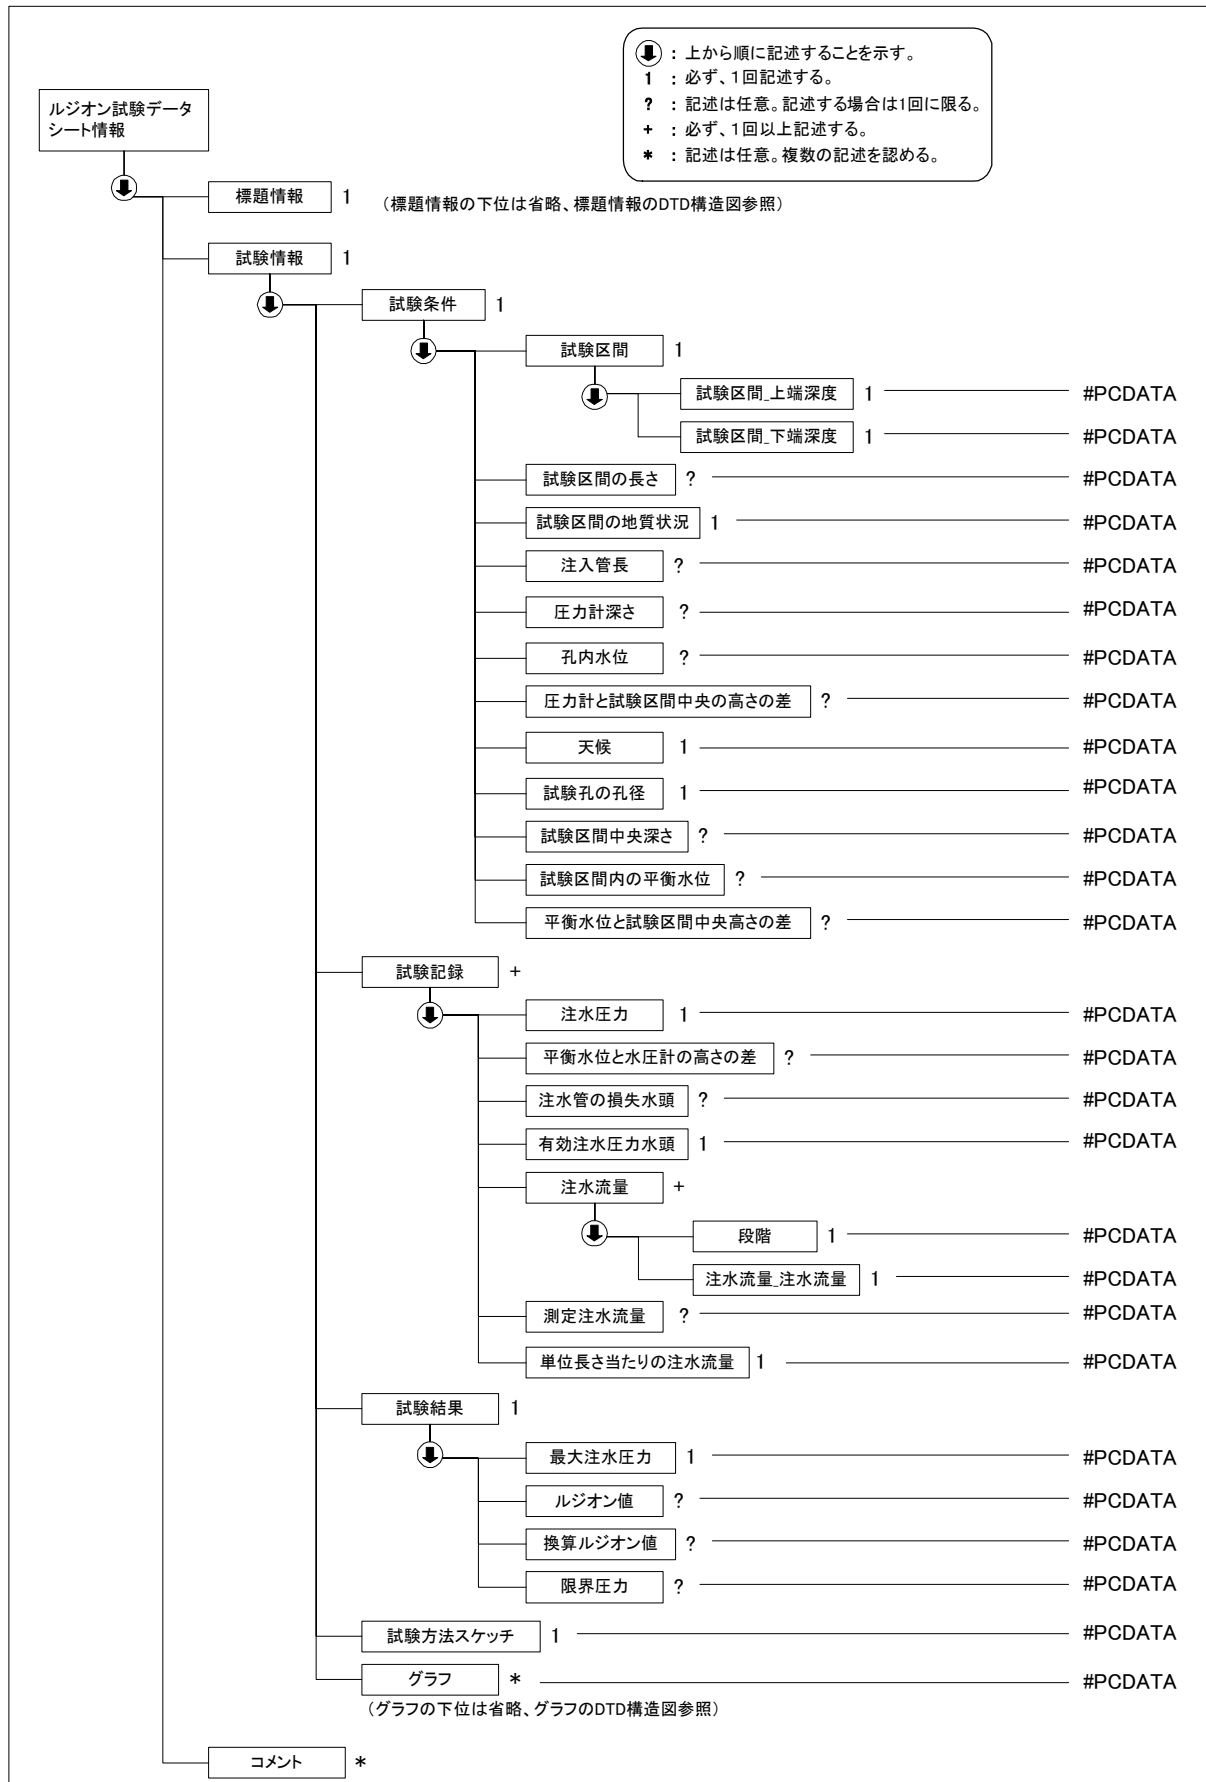 ： 上から順に記述することを示す。
1 ： 必ず、1回記述する。
? ： 記述は任意。記述する場合は1回に限る。
+ ： 必ず、1回以上記述する。
* ： 記述は任意。複数の記述を認める。
ルジオン試験データ
シート情報
標題情報 1 （標題情報の下位は省略、標題情報のDTD構造図参照）
試験情報 1
試験条件 1
試験区間 1
試験区間_上端深度 1 #PCDATA
試験区間_下端深度 1 #PCDATA
試験区間の長さ ? #PCDATA
試験区間の地質状況 1 #PCDATA
注入管長 ? #PCDATA
圧力計深さ ? #PCDATA
孔内水位 ? #PCDATA
圧力計と試験区間中央の高さの差 ? #PCDATA
天候 1 #PCDATA
試験孔の孔径 1 #PCDATA
試験区間中央深さ ? #PCDATA
試験区間内の平衡水位 ? #PCDATA
平衡水位と試験区間中央高さの差 ? #PCDATA
試験記録 +
注水圧力 1 #PCDATA
平衡水位と水圧計の高さの差 ? #PCDATA
注水管の損失水頭 ? #PCDATA
有効注水圧力水頭 1 #PCDATA
注水流量 +
段階 1 #PCDATA
注水流量_注水流量 1 #PCDATA
測定注水流量 ? #PCDATA
単位長さ当たりの注水流量 1 #PCDATA
試験結果 1
最大注水圧力 1 #PCDATA
ルジオン値 ? #PCDATA
換算ルジオン値 ? #PCDATA
限界圧力 ? #PCDATA
試験方法スケッチ 1 #PCDATA
グラフ * #PCDATA
（グラフの下位は省略、グラフのDTD構造図参照）
コメント *